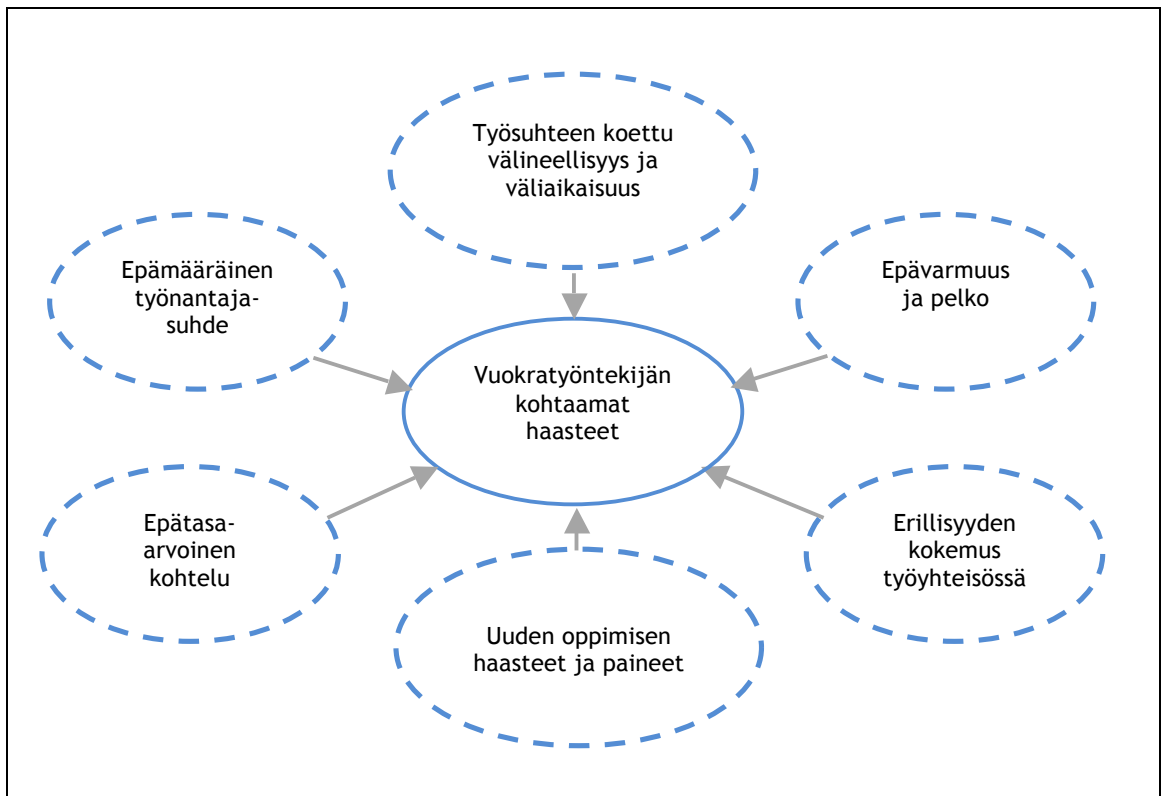 Työsuhteen koettu
välineellisyys ja
väliaikaisuus
Epämääräinen
työnantaja-
suhde
Epävarmuus
ja pelko
Vuokratyöntekijän
kohtaamat
haasteet
Epätasa-
arvoinen
kohtelu
Erillisyyden
kokemus
työyhteisössä
Uuden oppimisen
haasteet ja paineet